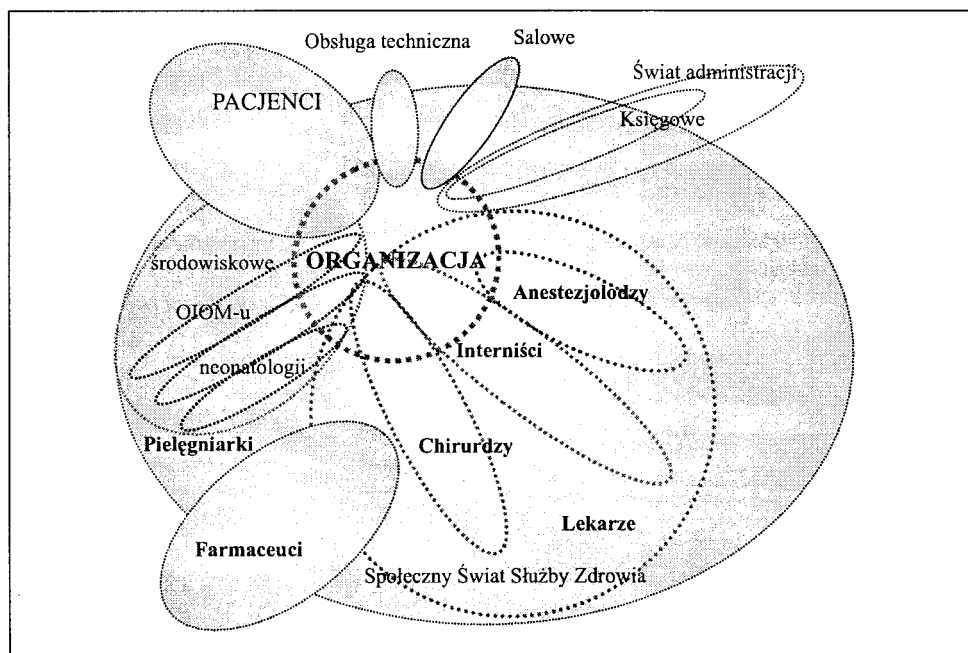 Obsługa techniczna
Salowe
Świat administracji
PACJENCI
Księgowe
środowiskowe
ORGANIZACJA
Anestezjolodzy
OIOM-u
Interniści
neonatologii
Pielęgniarki
Chirurdzy
Lekarze
Farmaceuci
Społeczny Świat Służby Zdrowia